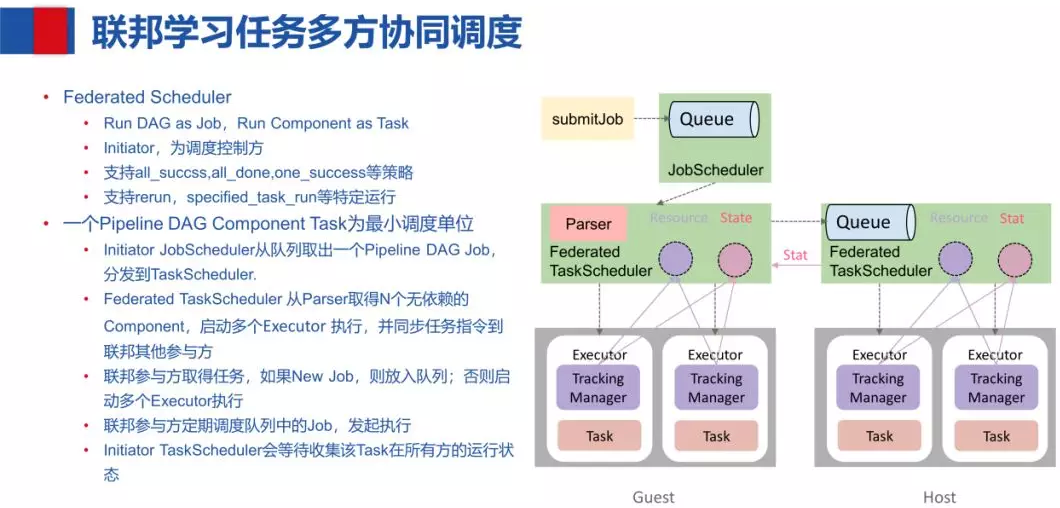 联邦学习任务多方协同调度
Federated Scheduler
Run DAG as Job，Run Component as Task
Initiator，为调度控制方
支持all_succss,all_done,one_success等策略
支持rerun，specified_task_run等特定运行
一个Pipeline DAG Component Task为最小调度单位
Initiator JobScheduler从队列取出一个Pipeline DAG Job，
分发到TaskScheduler.
Federated TaskScheduler 从Parser取得N个无依赖的
Component，启动多个Executor 执行，并同步任务指令到
联邦其他参与方
联邦参与方取得任务，如果New Job，则放入队列；否则启
动多个Executor执行
联邦参与方定期调度队列中的Job，发起执行
Initiator TaskScheduler会等待收集该Task在所有方的运行状
态
submitJob
Queue
JobScheduler
Parser
Resource
State
Federated
TaskScheduler
Stat
Queue
Resource
State
Federated
TaskScheduler
Executor
Tracking
Manager
Task
Executor
Tracking
Manager
Task
Executor
Tracking
Manager
Task
Executor
Tracking
Manager
Task
Guest
Host